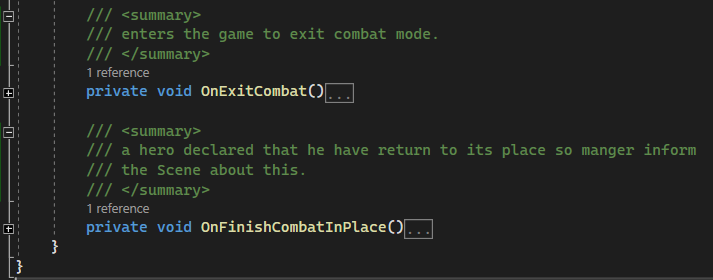 /// <summary>
/// enters the game to exit combat mode.
/// </summary>
1 reference
private void OnExitCombat()...
/// <summary>
/// a hero declared that he have return to its place so manger inform
/// the Scene about this.
/// </summary>
1 reference
private void OnFinishCombatInPlace()...
}
}